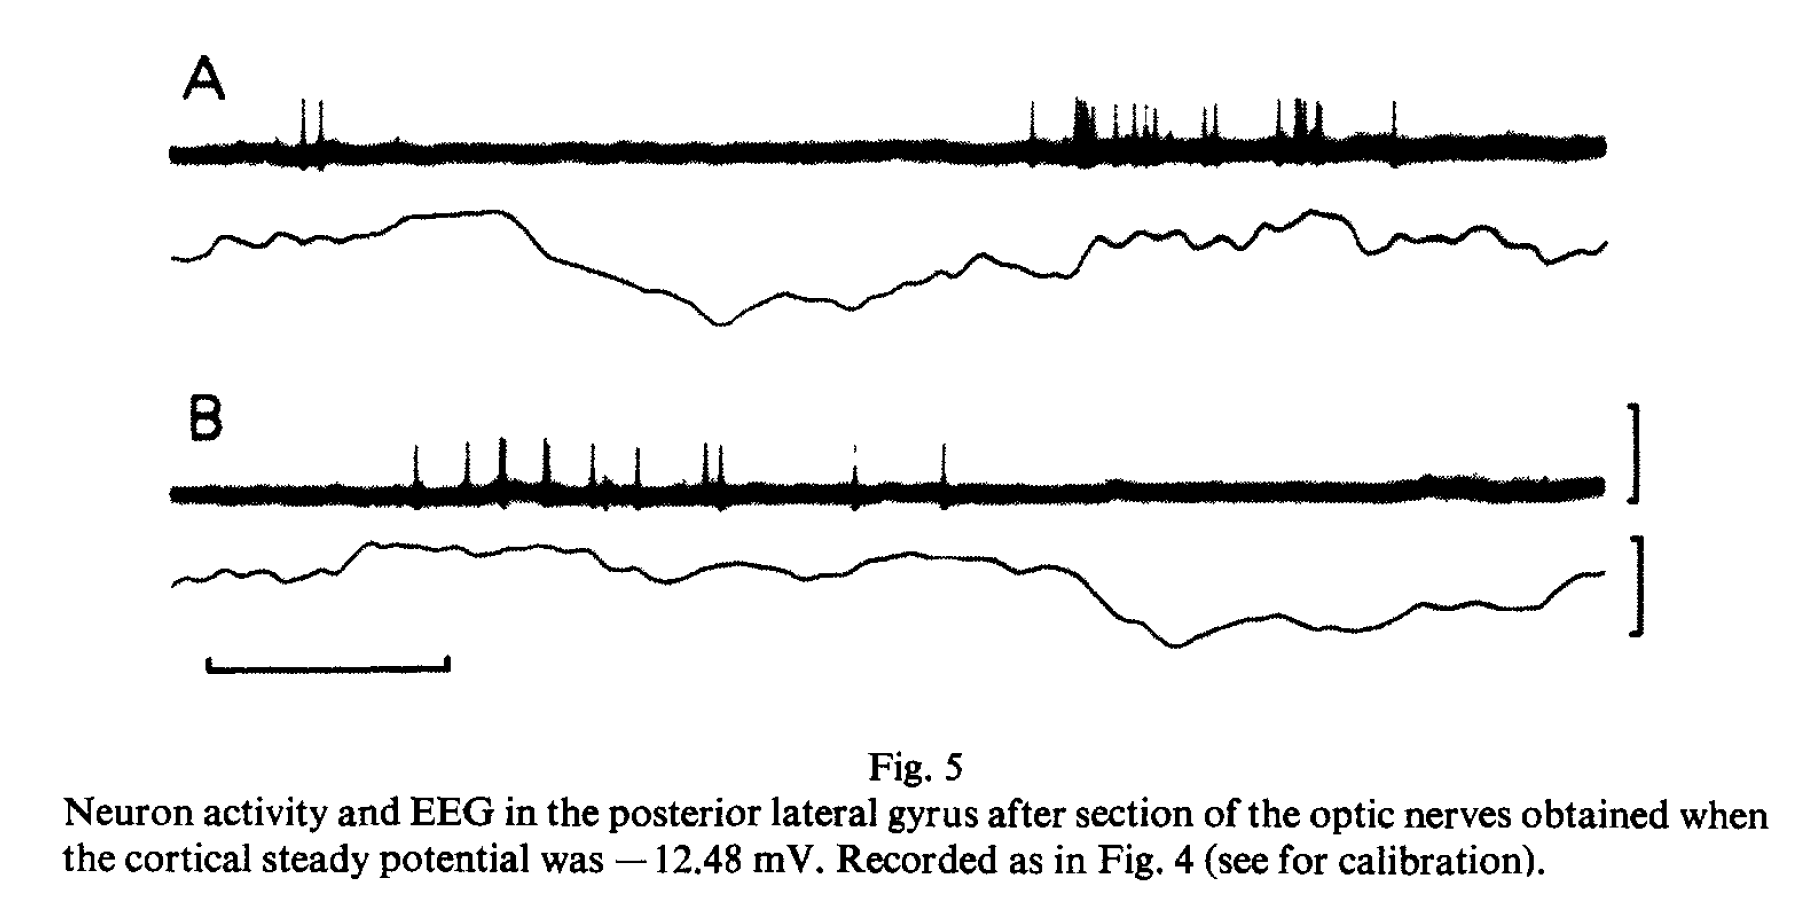 A
B
Fig. 5
Neuron activity and EEG in the posterior lateral gyrus after section of the optic nerves obtained when
the cortical steady potential was — 12.48 mV. Recorded as in Fig. 4 (see for calibration).